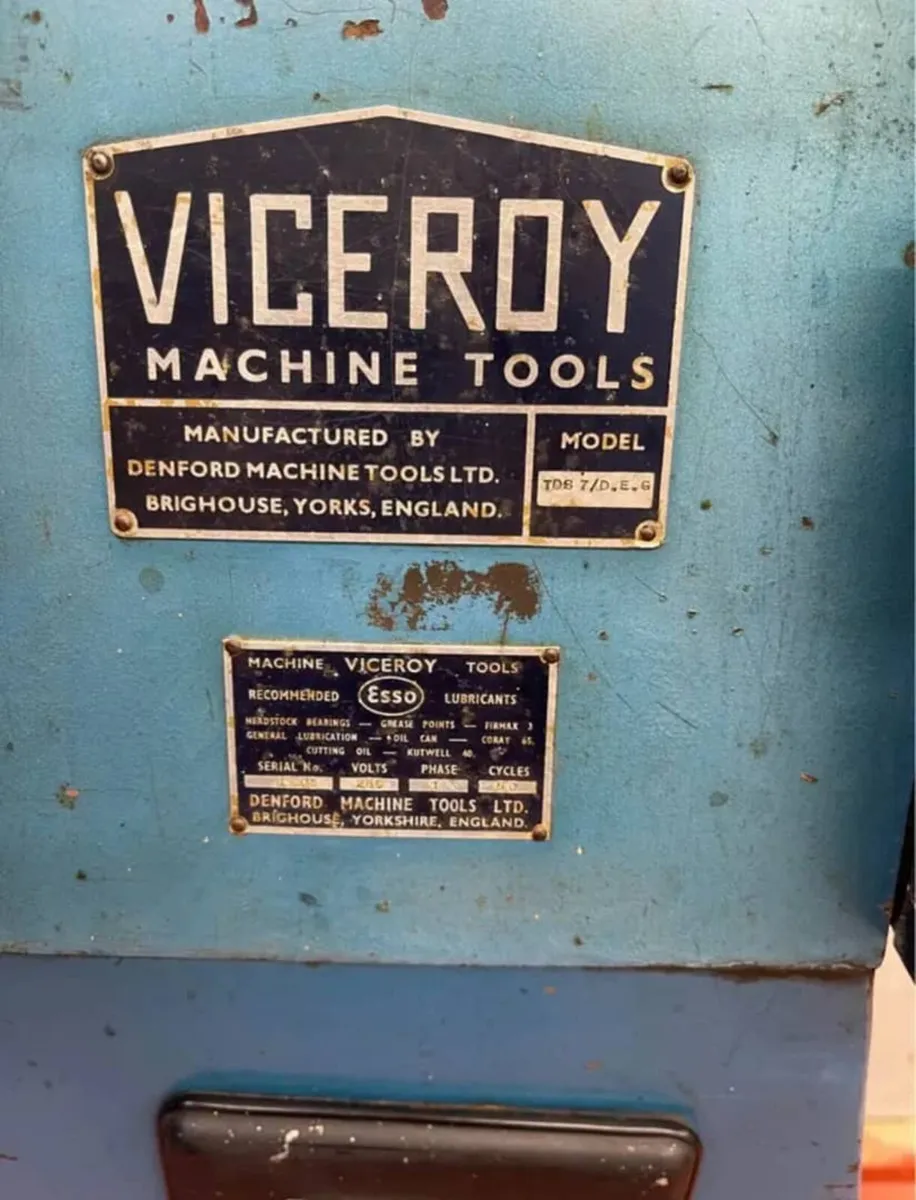 VICEROY
MACHINE TOOLS
MANUFACTURED BY
DENFORD MACHINE TOOLS LTD.
BRIGHOUSE, YORKS, ENGLAND.
MODEL
TDS 7/D.E.G
MACHINE VICEROY TOOLS
RECOMMENDED Esso LUBRICANTS
HEADSTOCK BEARINGS — GREASE POINTS — FIRMAX 3
GENERAL LUBRICATION — OIL CAN — CORAY 65.
CUTTING OIL — KUTWELL 40.
SERIAL No. VOLTS PHASE CYCLES
DENFORD MACHINE TOOLS LTD.
BRIGHOUSE, YORKSHIRE, ENGLAND.